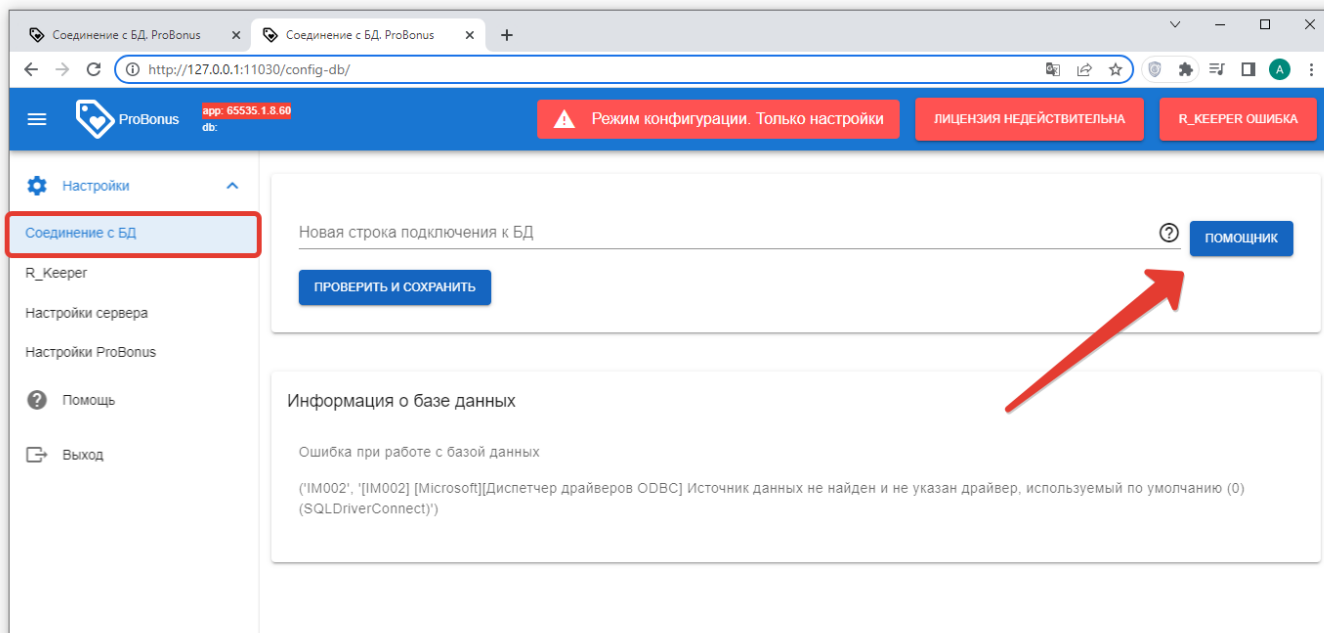 Соединение с БД. ProBonus
Соединение с БД. ProBonus
http://127.0.0.1:11030/config-db/
A
ProBonus
app: 65535.1.8.60
db:
Режим конфигурации. Только настройки
ЛИЦЕНЗИЯ НЕДЕЙСТВИТЕЛЬНА
R_KEEPER ОШИБКА
Настройки
Соединение с БД
R_Keeper
Настройки сервера
Настройки ProBonus
Помощь
Выход
Новая строка подключения к БД
ПОМОЩНИК
ПРОВЕРИТЬ И СОХРАНИТЬ
Информация о базе данных
Ошибка при работе с базой данных
('IM002', '[IM002] [Microsoft][Диспетчер драйверов ODBC] Источник данных не найден и не указан драйвер, используемый по умолчанию (0)
(SQLDriverConnect)')